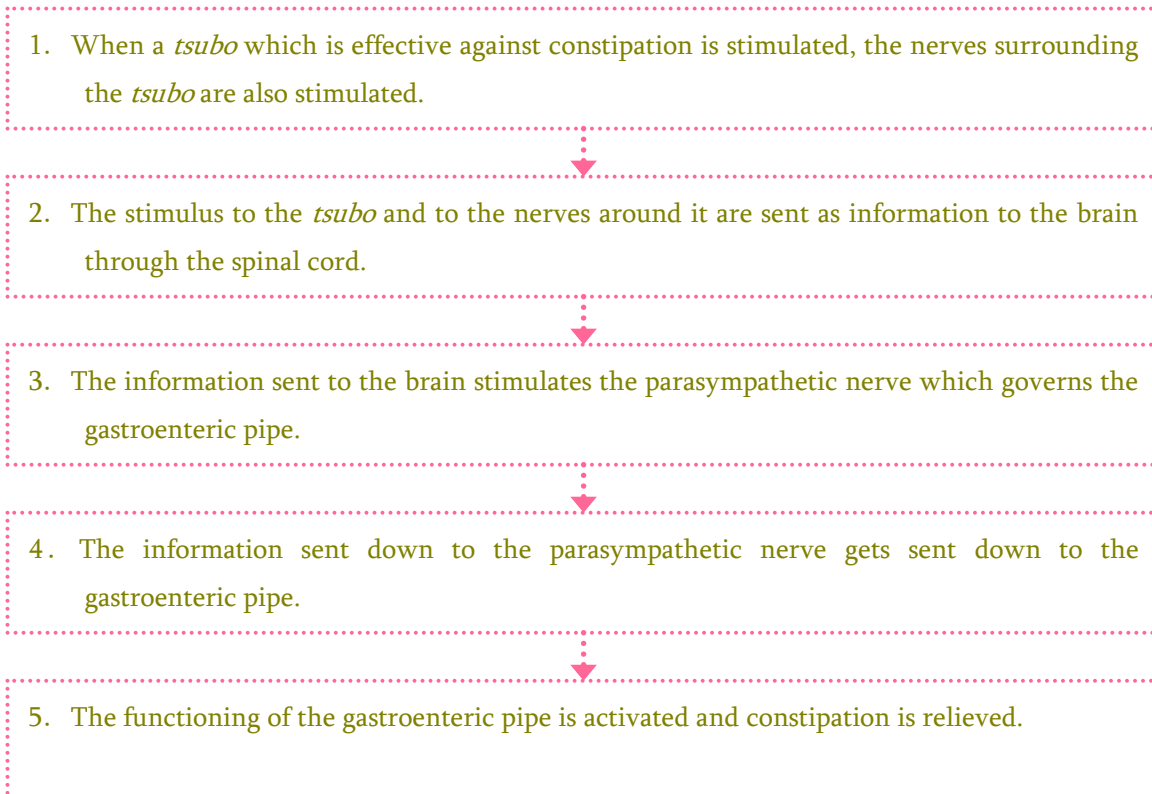 1. When a tsubo which is effective against constipation is stimulated, the nerves surrounding
the tsubo are also stimulated.
2. The stimulus to the tsubo and to the nerves around it are sent as information to the brain
through the spinal cord.
3. The information sent to the brain stimulates the parasympathetic nerve which governs the
gastroenteric pipe.
4. The information sent down to the parasympathetic nerve gets sent down to the
gastroenteric pipe.
5. The functioning of the gastroenteric pipe is activated and constipation is relieved.